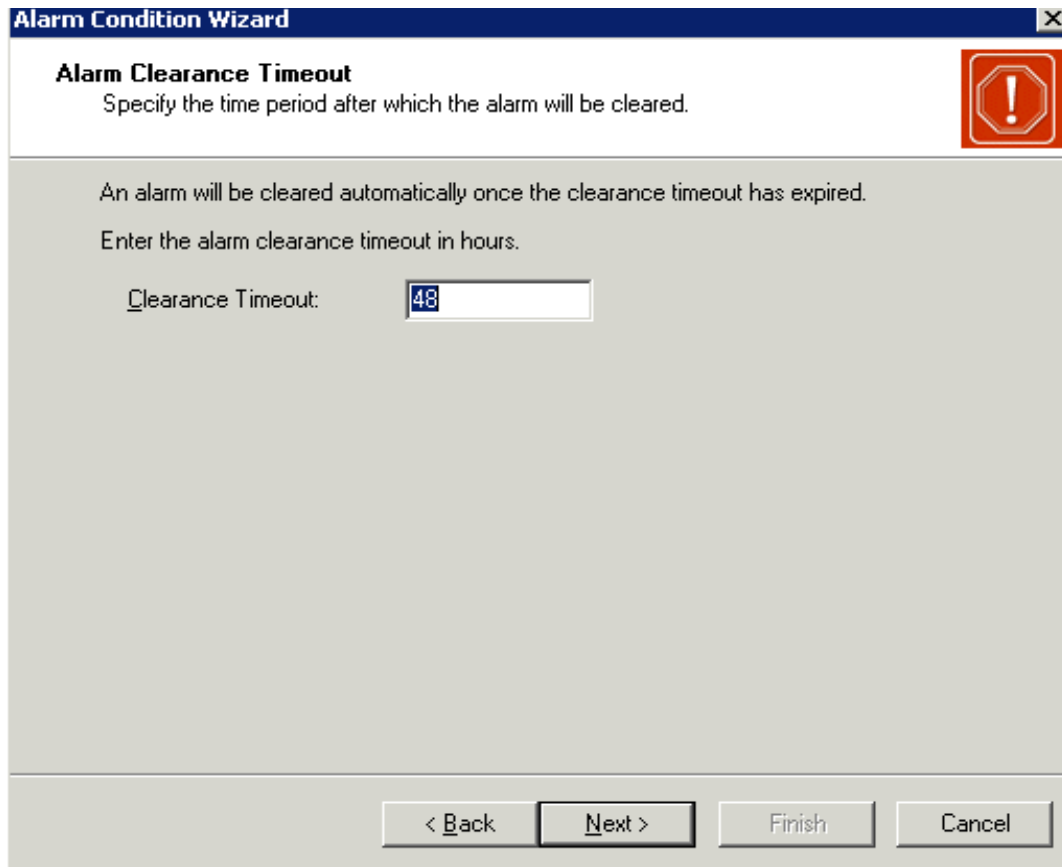 Alarm Condition Wizard
Alarm Clearance Timeout
Specify the time period after which the alarm will be cleared.
An alarm will be cleared automatically once the clearance timeout has expired.
Enter the alarm clearance timeout in hours.
Clearance Timeout: 48
< Back Next > Finish Cancel